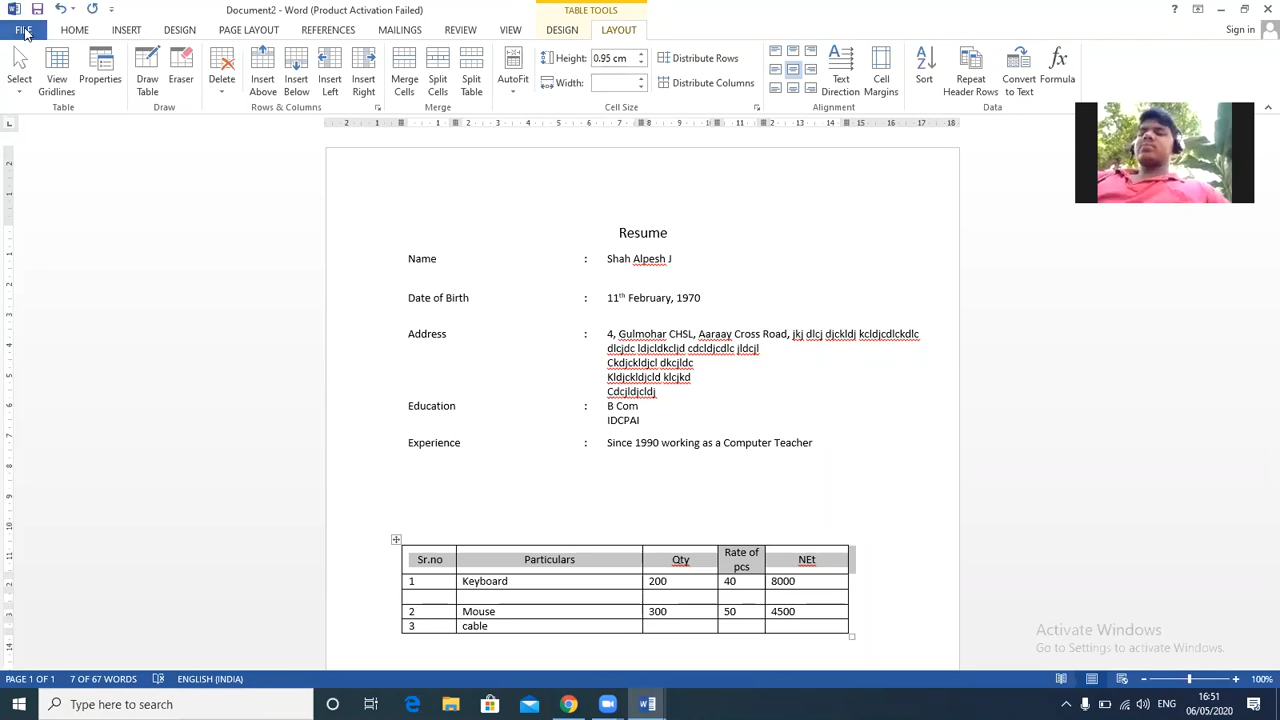 Document2 - Word (Product Activation Failed)
TABLE TOOLS
?
FILE HOME INSERT DESIGN PAGE LAYOUT REFERENCES MAILINGS REVIEW VIEW DESIGN LAYOUT Sign in
Select View Gridlines Properties
Table
Draw Table Eraser
Draw
Delete Insert Above Insert Below Insert Left Insert Right
Rows & Columns
Merge Cells Split Cells Split Table
Merge
AutoFit
Height: 0.95 cm Distribute Rows
Width: Distribute Columns
Cell Size
Text Direction Cell Margins
Alignment
Sort Repeat Header Rows Convert to Text Formula
Data
Resume
Name : Shah Alpesh J
Date of Birth : 11th February, 1970
Address : 4, Gulmohar CHSL, Aaraay Cross Road, jkj dlcj djckldj kcldjcdlckdlc
dlcjdc ldjcldkcljd cdcldjcdlc jldcjl
Ckdjckldjcl dkcjldc
Kldjckldjcld klcjkd
Cdcjldjcldj
Education : B Com
IDCPAI
Experience : Since 1990 working as a Computer Teacher
Sr.no Particulars Qty Rate of pcs NEt
1 Keyboard 200 40 8000
2 Mouse 300 50 4500
3 cable
Activate Windows
Go to Settings to activate Windows.
PAGE 1 OF 1 7 OF 67 WORDS ENGLISH (INDIA) 100%
Type here to search
ENG
16:51
06/05/2020